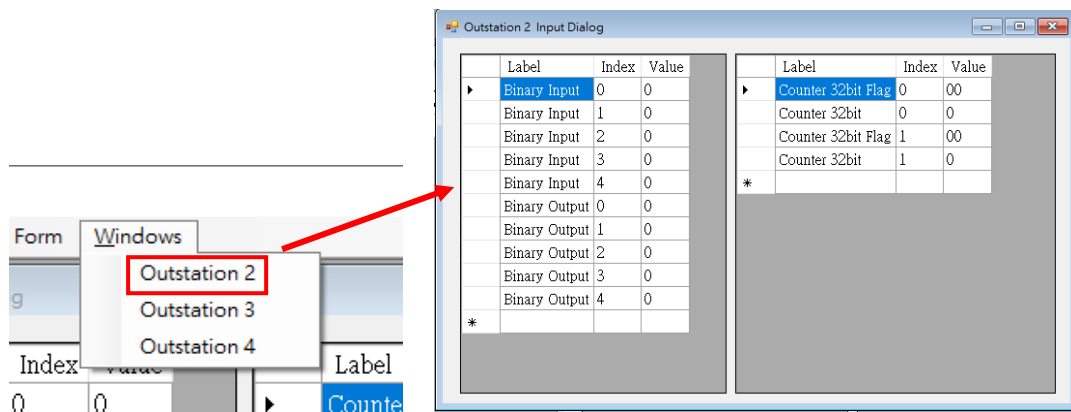 Form Windows
Outstation 2
g
Outstation 3
Outstation 4
Index Label
0 0 Counte
Outstation 2 Input Dialog
Label Index Value
Binary Input 0 0
Binary Input 1 0
Binary Input 2 0
Binary Input 3 0
Binary Input 4 0
Binary Output 0 0
Binary Output 1 0
Binary Output 2 0
Binary Output 3 0
Binary Output 4 0
*
Label Index Value
Counter 32bit Flag 0 00
Counter 32bit 0 0
Counter 32bit Flag 1 00
Counter 32bit 1 0
*